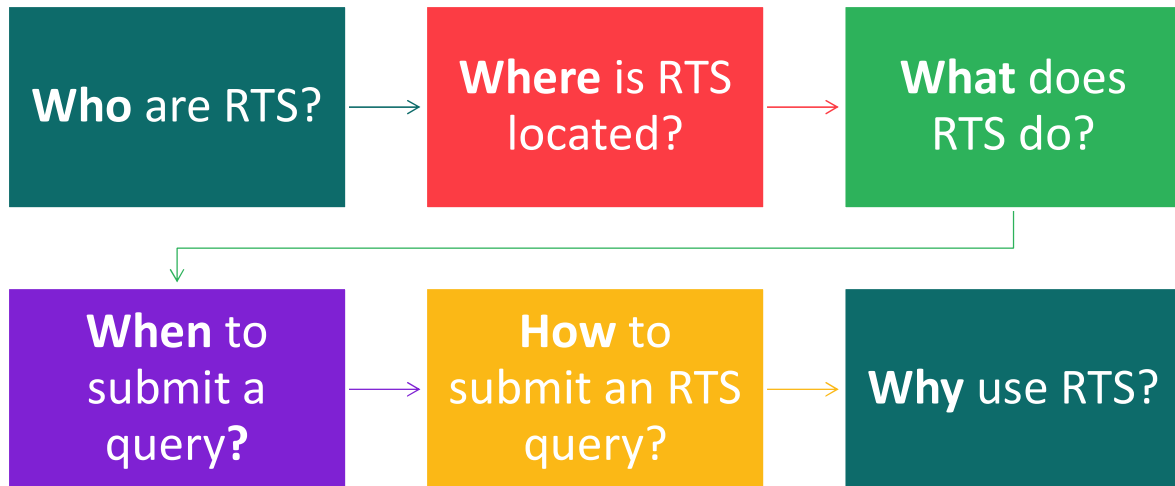 Who are RTS?
Where is RTS
located?
What does
RTS do?
When to
submit a
query?
How to
submit an RTS
query?
Why use RTS?